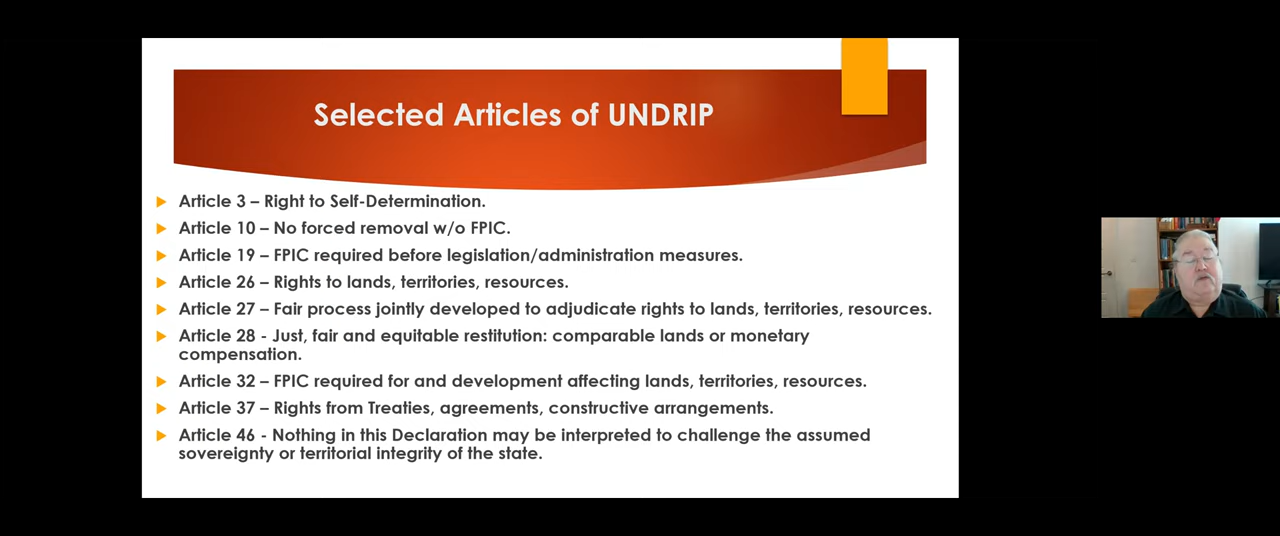 Selected Articles of UNDRIP
Article 3 – Right to Self-Determination.
Article 10 – No forced removal w/o FPIC.
Article 19 – FPIC required before legislation/administration measures.
Article 26 – Rights to lands, territories, resources.
Article 27 – Fair process jointly developed to adjudicate rights to lands, territories, resources.
Article 28 - Just, fair and equitable restitution: comparable lands or monetary
compensation.
Article 32 – FPIC required for and development affecting lands, territories, resources.
Article 37 – Rights from Treaties, agreements, constructive arrangements.
Article 46 - Nothing in this Declaration may be interpreted to challenge the assumed
sovereignty or territorial integrity of the state.